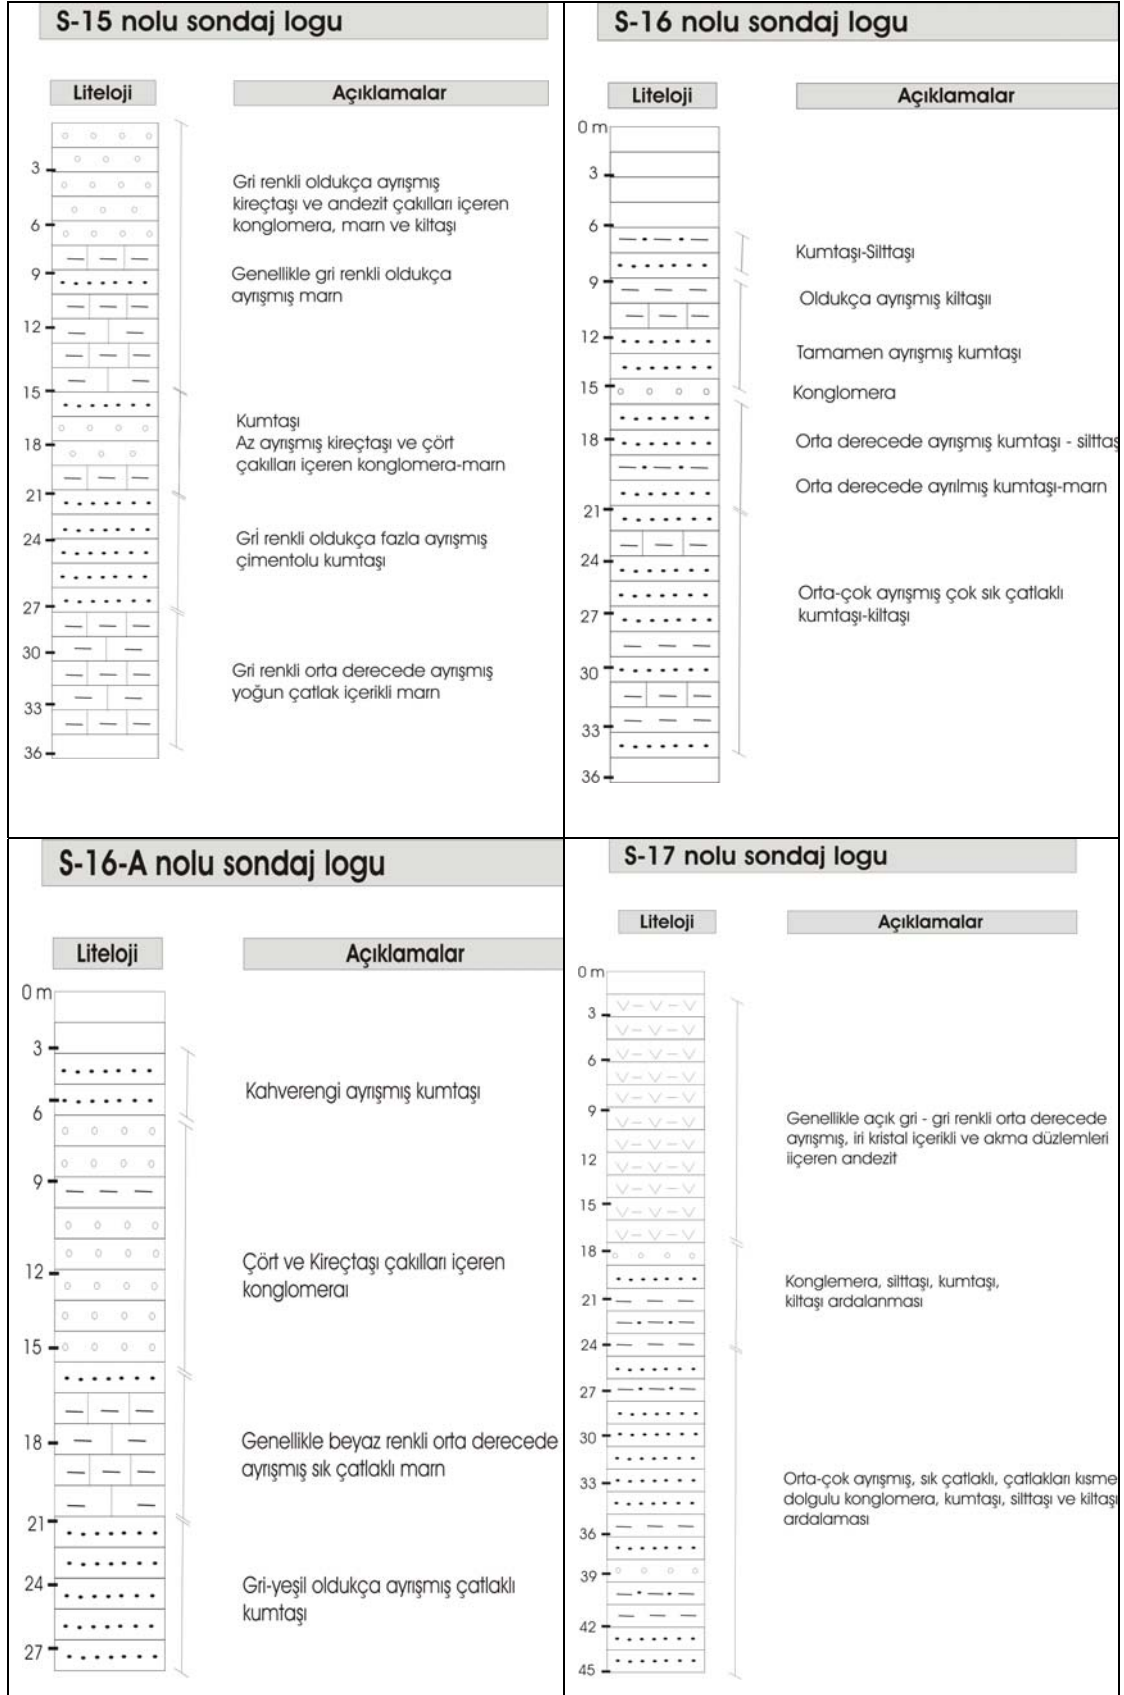 S-15 nolu sondaj logu
Liteloji
Açıklamalar
3
6
9
12
15
18
21
24
27
30
33
36
Gri renkli oldukça ayrışmış
kireçtaşı ve andezit çakılları içeren
konglomera, marn ve kiltaşı
Genellikle gri renkli oldukça
ayrışmış marn
Kumtaşı
Az ayrışmış kireçtaşı ve çört
çakılları içeren konglomera-marn
Grİ renkli oldukça fazla ayrışmış
çimentolu kumtaşı
Gri renkli orta derecede ayrışmış
yoğun çatlak içerikli marn
S-16 nolu sondaj logu
Liteloji
Açıklamalar
0 m
3
6
9
12
15
18
21
24
27
30
33
36
Kumtaşı-Silttaşı
Oldukça ayrışmış kiltaşıı
Tamamen ayrışmış kumtaşı
Konglomera
Orta derecede ayrışmış kumtaşı - silttaş
Orta derecede ayrılmış kumtaşı-marn
Orta-çok ayrışmış çok sık çatlaklı
kumtaşı-kiltaşı
S-16-A nolu sondaj logu
Liteloji
Açıklamalar
0 m
3
6
9
12
15
18
21
24
27
Kahverengi ayrışmış kumtaşı
Çört ve Kireçtaşı çakılları içeren
konglomeraı
Genellikle beyaz renkli orta derecede
ayrışmış sık çatlaklı marn
Gri-yeşil oldukça ayrışmış çatlaklı
kumtaşı
S-17 nolu sondaj logu
Liteloji
Açıklamalar
0 m
3
6
9
12
15
18
21
24
27
30
33
36
39
42
45
Genellikle açık gri - gri renkli orta derecede
ayrışmış, iri kristal içerikli ve akma düzlemleri
iiçeren andezit
Konglemera, silttaşı, kumtaşı,
kiltaşı ardalanması
Orta-çok ayrışmış, sık çatlaklı, çatlakları kısme
dolgulu konglomera, kumtaşı, silttaşı ve kiltaşı
ardalaması